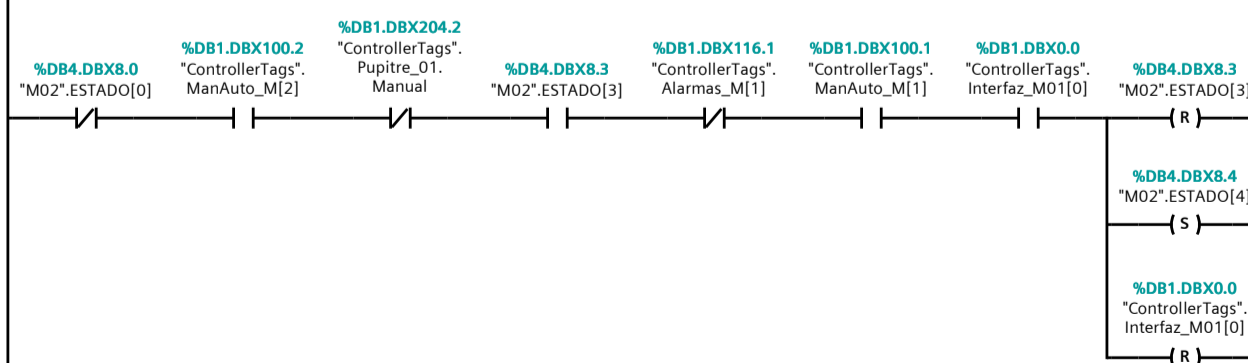 %DB4.DBX8.0
"M02".ESTADO[0]
%DB1.DBX100.2
"ControllerTags".
ManAuto_M[2]
%DB1.DBX204.2
"ControllerTags".
Pupitre_01.
Manual
%DB4.DBX8.3
"M02".ESTADO[3]
%DB1.DBX116.1
"ControllerTags".
Alarmas_M[1]
%DB1.DBX100.1
"ControllerTags".
ManAuto_M[1]
%DB1.DBX0.0
"ControllerTags".
Interfaz_M01[0]
%DB4.DBX8.3
"M02".ESTADO[3]
R
%DB4.DBX8.4
"M02".ESTADO[4]
S
%DB1.DBX0.0
"ControllerTags".
Interfaz_M01[0]
R